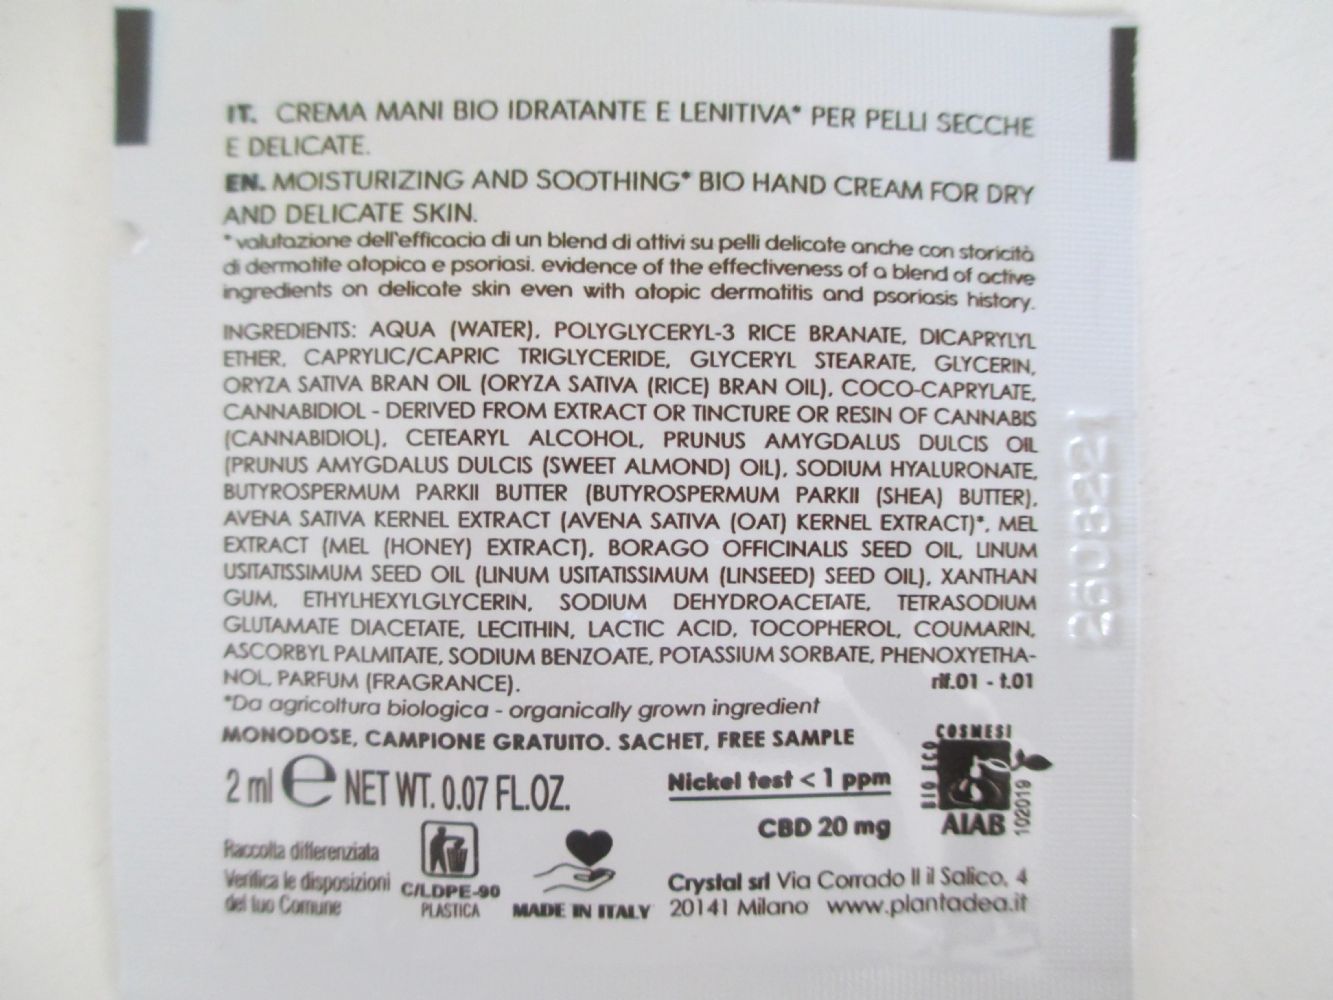 IT. CREMA MANI BIO IDRATANTE E LENITIVA* PER PELLI SECCHE
E DELICATE.
EN. MOISTURIZING AND SOOTHING* BIO HAND CREAM FOR DRY
AND DELICATE SKIN.
*valutazione dell'efficacia di un blend di attivi su pelli delicate anche con storicità
di dermatite atopica e psoriasi. evidence of the effectiveness of a blend of active
ingredients on delicate skin even with atopic dermatitis and psoriasis history.
INGREDIENTS: AQUA (WATER), POLYGLYCERYL-3 RICE BRANATE, DICAPRYLYL
ETHER, CAPRYLIC/CAPRIC TRIGLYCERIDE, GLYCERYL STEARATE, GLYCERIN,
ORYZA SATIVA BRAN OIL (ORYZA SATIVA (RICE) BRAN OIL), COCO-CAPRYLATE,
CANNABIDIOL - DERIVED FROM EXTRACT OR TINCTURE OR RESIN OF CANNABIS
(CANNABIDIOL), CETEARYL ALCOHOL, PRUNUS AMYGDALUS DULCIS OIL
(PRUNUS AMYGDALUS DULCIS (SWEET ALMOND) OIL), SODIUM HYALURONATE,
BUTYROSPERMUM PARKII BUTTER (BUTYROSPERMUM PARKII (SHEA) BUTTER),
AVENA SATIVA KERNEL EXTRACT (AVENA SATIVA (OAT) KERNEL EXTRACT)*, MEL
EXTRACT (MEL (HONEY) EXTRACT), BORAGO OFFICINALIS SEED OIL, LINUM
USITATISSIMUM SEED OIL (LINUM USITATISSIMUM (LINSEED) SEED OIL), XANTHAN
GUM, ETHYLHEXYLGLYCERIN, SODIUM DEHYDROACETATE, TETRASODIUM
GLUTAMATE DIACETATE, LECITHIN, LACTIC ACID, TOCOPHEROL, COUMARIN,
ASCORBYL PALMITATE, SODIUM BENZOATE, POTASSIUM SORBATE, PHENOXYETHA-
NOL, PARFUM (FRAGRANCE).
rif.01 - t.01
*Da agricoltura biologica - organically grown ingredient
MONODOSE, CAMPIONE GRATUITO. SACHET, FREE SAMPLE
2 ml e NET WT. 0.07 FL.OZ.
Nickel test < 1 ppm
CBD 20 mg
BIO ECO COSMESI
AIAB
102019
Raccolta differenziata
Verifica le disposizioni
del tuo Comune
C/LDPE-90
PLASTICA
MADE IN ITALY
Crystal srl Via Corrado II il Salico, 4
20141 Milano www.plantadea.it